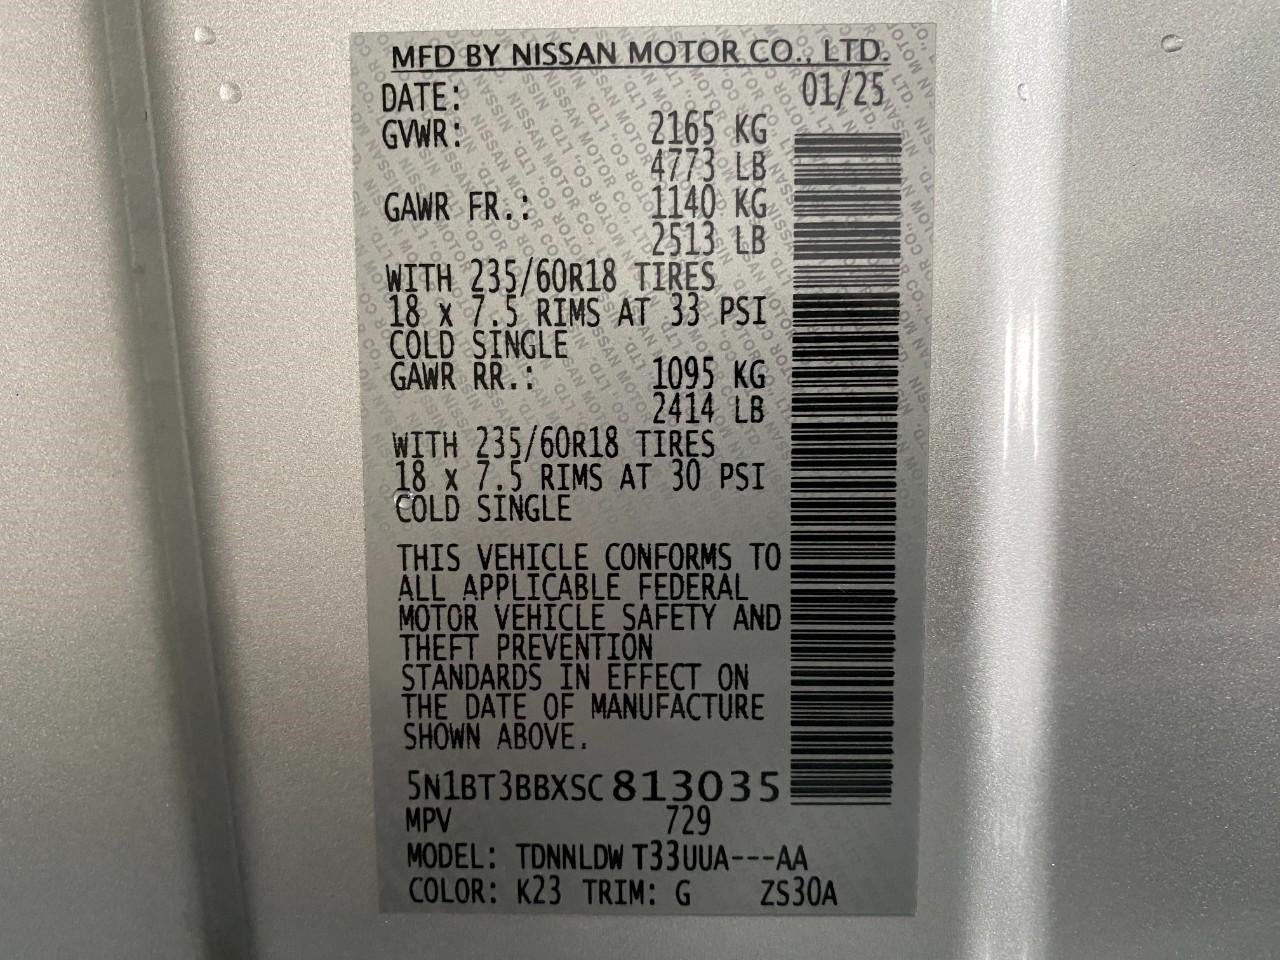 MFD BY NISSAN MOTOR CO., LTD.
DATE: 01/25
GVWR: 2165 KG
4773 LB
GAWR FR.: 1140 KG
2513 LB
WITH 235/60R18 TIRES
18 x 7.5 RIMS AT 33 PSI
COLD SINGLE
GAWR RR.: 1095 KG
2414 LB
WITH 235/60R18 TIRES
18 x 7.5 RIMS AT 30 PSI
COLD SINGLE
THIS VEHICLE CONFORMS TO
ALL APPLICABLE FEDERAL
MOTOR VEHICLE SAFETY AND
THEFT PREVENTION
STANDARDS IN EFFECT ON
THE DATE OF MANUFACTURE
SHOWN ABOVE.
5N1BT3BBXSC813035
MPV 729
MODEL: TDNNLDW T33UUA---AA
COLOR: K23 TRIM: G ZS30A